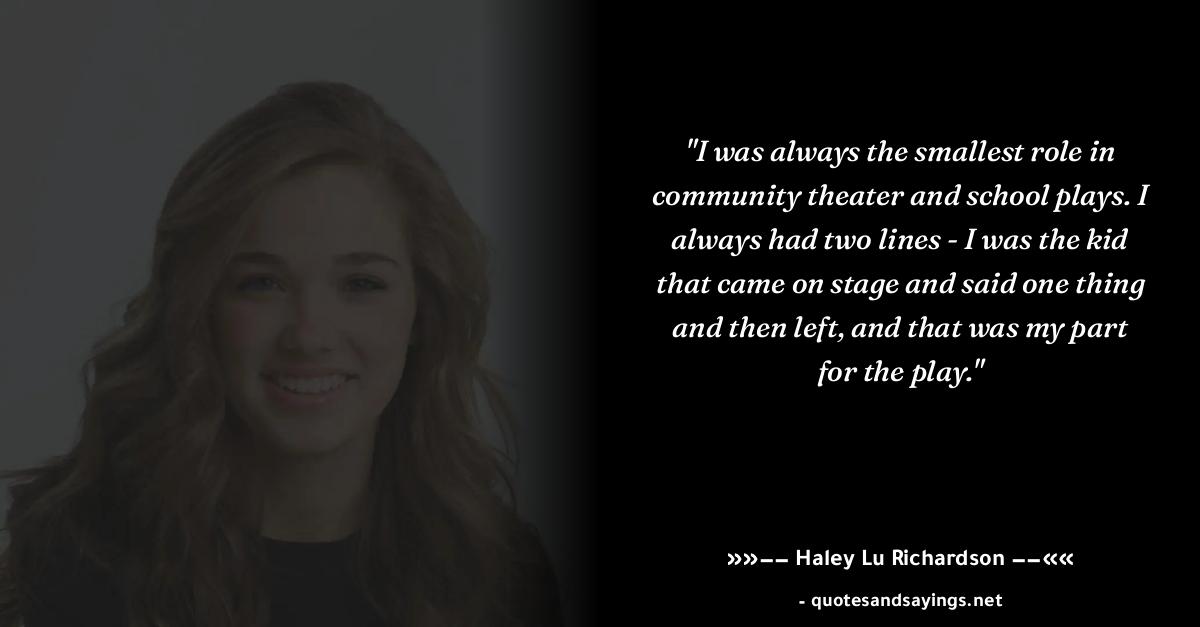 "I was always the smallest role in
community theater and school plays. I
always had two lines - I was the kid
that came on stage and said one thing
and then left, and that was my part
for the play."
»»−− Haley Lu Richardson −−««
- quotesandsayings.net